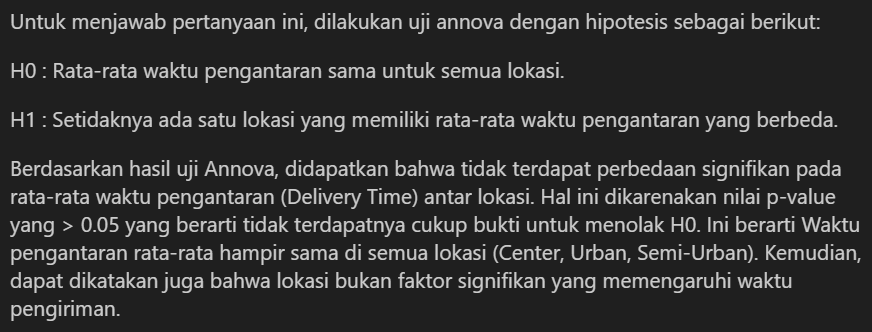 Untuk menjawab pertanyaan ini, dilakukan uji annova dengan hipotesis sebagai berikut:
H0 : Rata-rata waktu pengantaran sama untuk semua lokasi.
H1 : Setidaknya ada satu lokasi yang memiliki rata-rata waktu pengantaran yang berbeda.
Berdasarkan hasil uji Annova, didapatkan bahwa tidak terdapat perbedaan signifikan pada
rata-rata waktu pengantaran (Delivery Time) antar lokasi. Hal ini dikarenakan nilai p-value
yang > 0.05 yang berarti tidak terdapatnya cukup bukti untuk menolak H0. Ini berarti Waktu
pengantaran rata-rata hampir sama di semua lokasi (Center, Urban, Semi-Urban). Kemudian,
dapat dikatakan juga bahwa lokasi bukan faktor signifikan yang memengaruhi waktu
pengiriman.